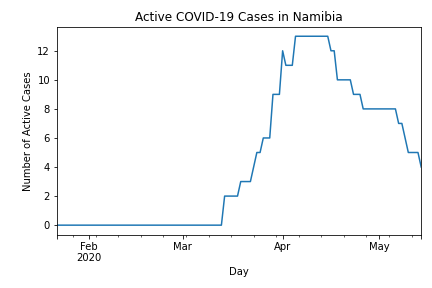 Active COVID-19 Cases in Namibia
12
10
8
6
4
2
0
Number of Active Cases
Feb
2020
Mar
Apr
May
Day